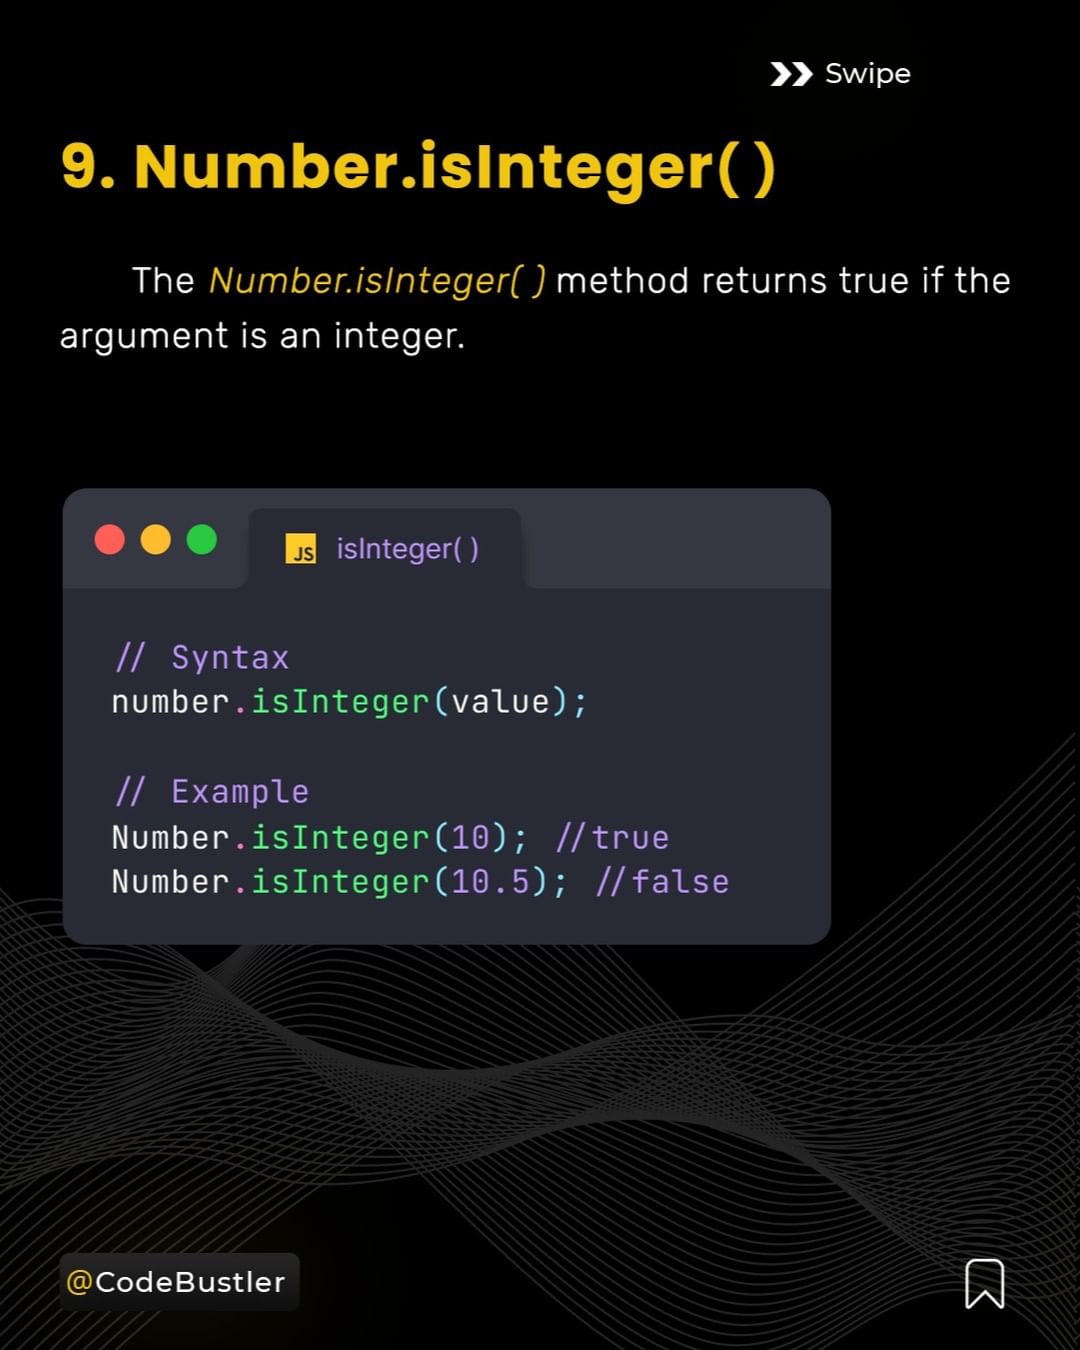 Swipe
9. Number.isInteger( )
The Number.isInteger( ) method returns true if the
argument is an integer.
JS isInteger( )
// Syntax
number.isInteger(value);
// Example
Number.isInteger(10); //true
Number.isInteger(10.5); //false
@CodeBustler